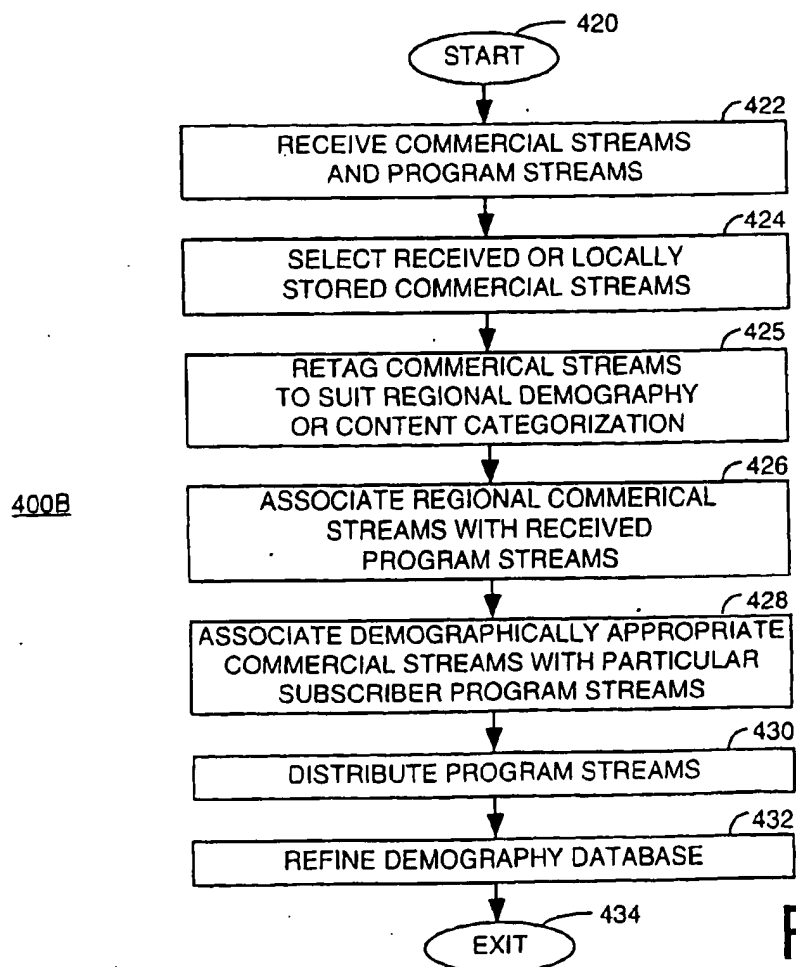 420
START
422
RECEIVE COMMERCIAL STREAMS
AND PROGRAM STREAMS
424
SELECT RECEIVED OR LOCALLY
STORED COMMERCIAL STREAMS
425
RETAG COMMERICAL STREAMS
TO SUIT REGIONAL DEMOGRAPHY
OR CONTENT CATEGORIZATION
426
400B
ASSOCIATE REGIONAL COMMERICAL
STREAMS WITH RECEIVED
PROGRAM STREAMS
428
ASSOCIATE DEMOGRAPHICALLY APPROPRIATE
COMMERCIAL STREAMS WITH PARTICULAR
SUBSCRIBER PROGRAM STREAMS
430
DISTRIBUTE PROGRAM STREAMS
432
REFINE DEMOGRAPHY DATABASE
434
EXIT